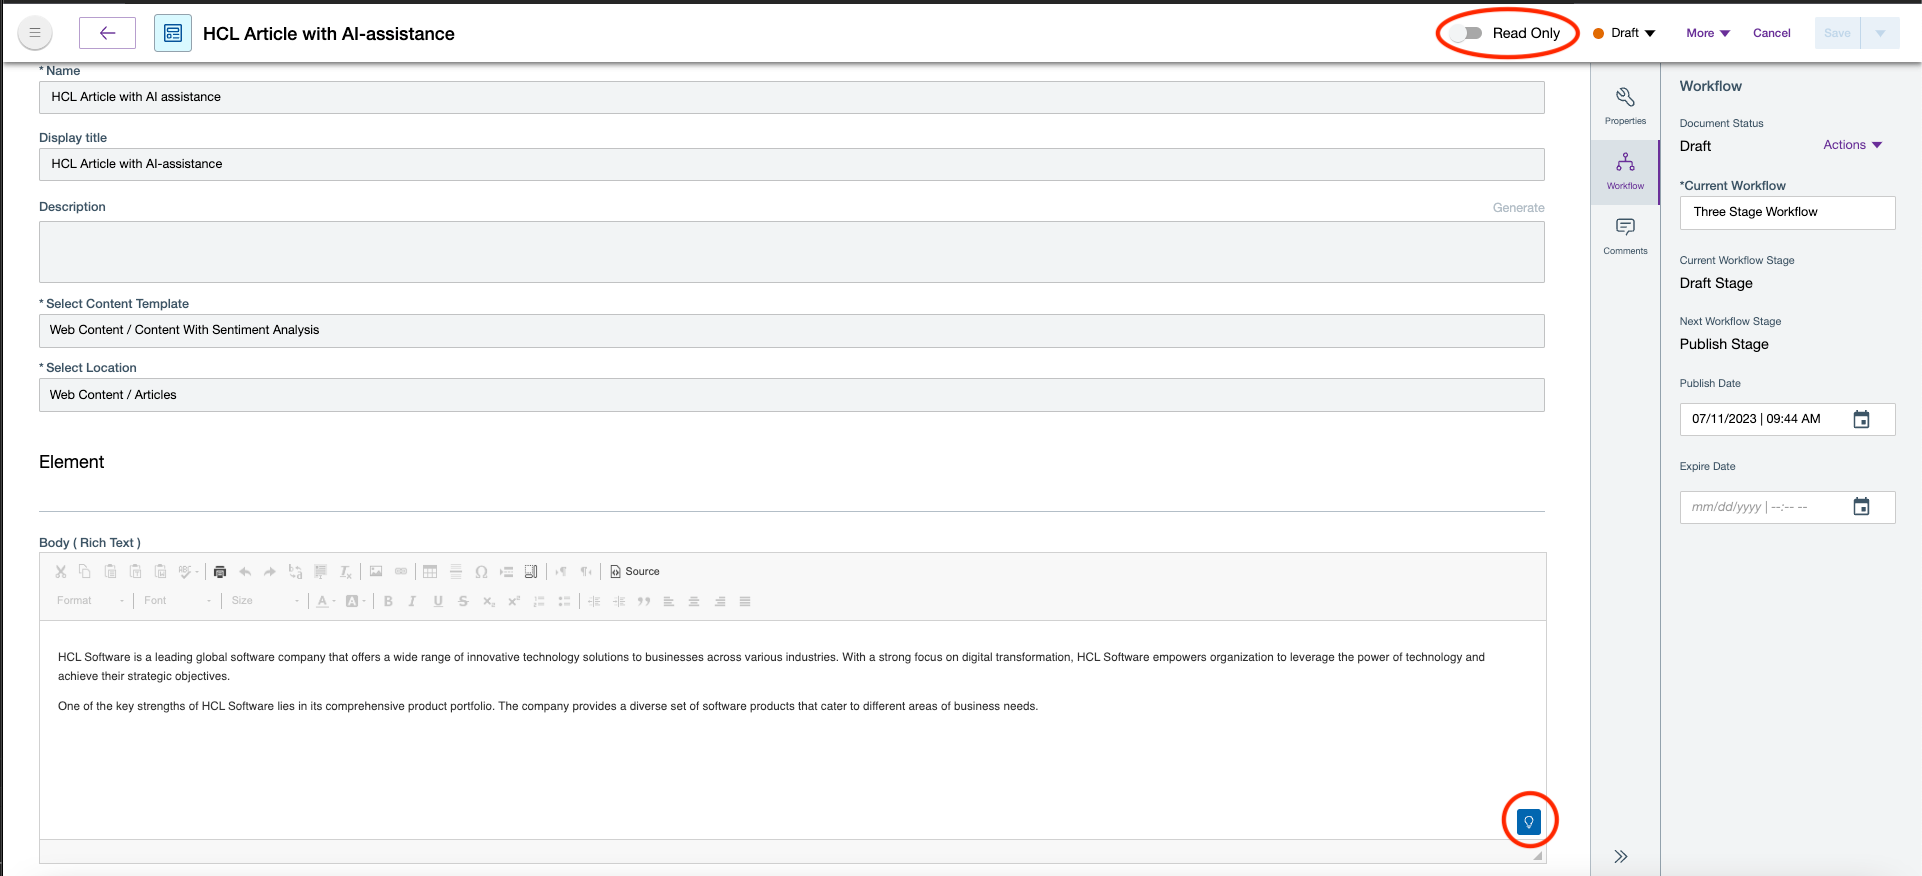 HCL Article with AI-assistance
Read Only
Draft
More
Cancel
Save
* Name
HCL Article with AI assistance
Display title
HCL Article with AI-assistance
Description
Generate
* Select Content Template
Web Content / Content With Sentiment Analysis
* Select Location
Web Content / Articles
Element
Body ( Rich Text )
Source
Format
Font
Size
HCL Software is a leading global software company that offers a wide range of innovative technology solutions to businesses across various industries. With a strong focus on digital transformation, HCL Software empowers organization to leverage the power of technology and
achieve their strategic objectives.
One of the key strengths of HCL Software lies in its comprehensive product portfolio. The company provides a diverse set of software products that cater to different areas of business needs.
Properties
Workflow
Comments
Workflow
Document Status
Draft
Actions
*Current Workflow
Three Stage Workflow
Current Workflow Stage
Draft Stage
Next Workflow Stage
Publish Stage
Publish Date
07/11/2023 | 09:44 AM
Expire Date
mm/dd/yyyy | --:-- --